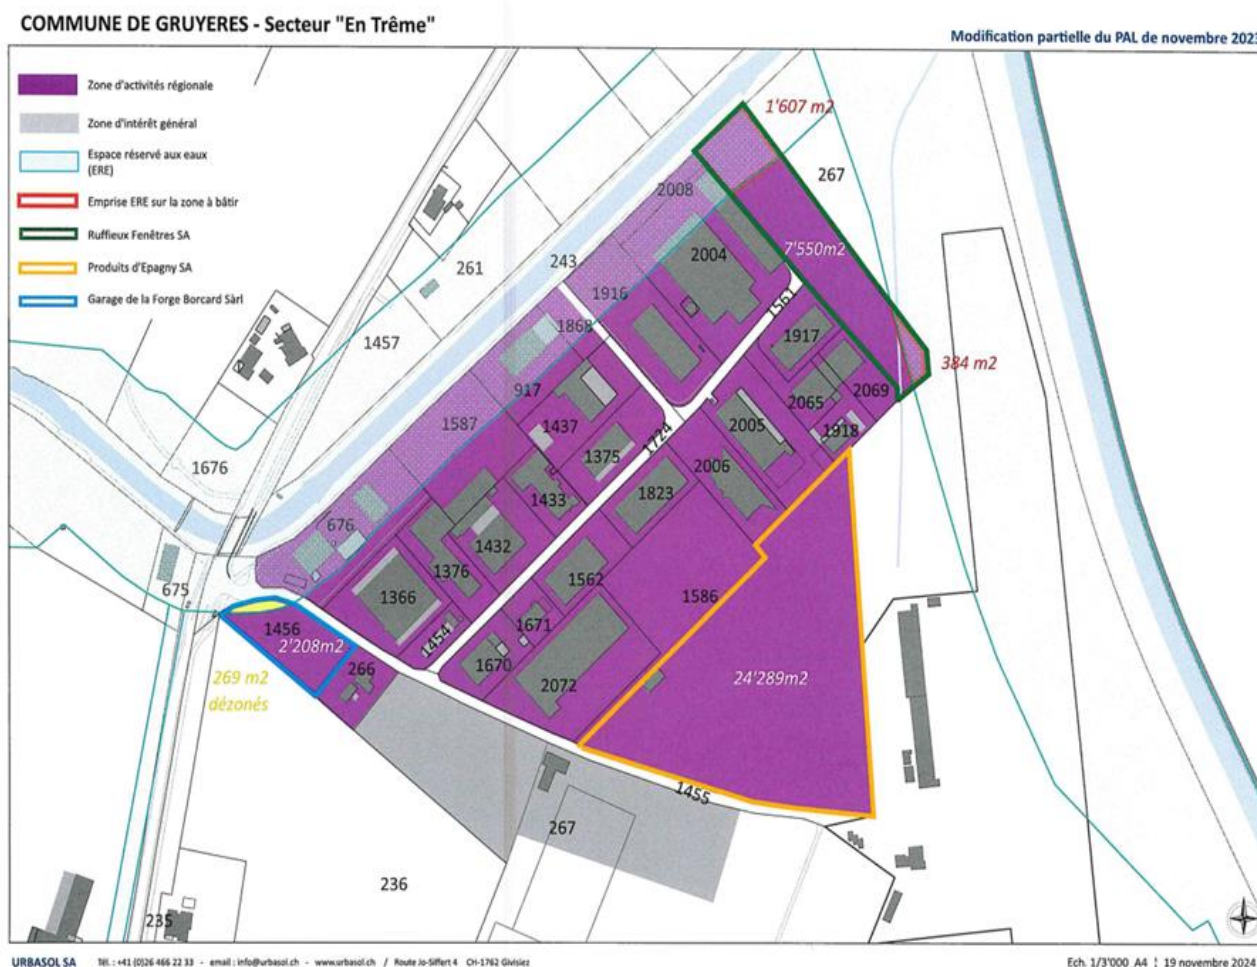 COMMUNE DE GRUYERES - Secteur "En Trême"
Modification partielle du PAL de novembre 2023
Zone d'activités régionale
Zone d'intérêt général
Espace réservé aux eaux
(ERE)
Emprise ERE sur la zone à bâtir
Ruffieux Fenêtres SA
Produits d'Epagny SA
Garage de la Forge Borcard Sàrl
1'607 m2
267
2008
7'550m2
2004
243
261
1916
1561
1868
1917
1457
384 m2
917
2069
2065
1587
1437
2005
1918
1724
1375
1676
2006
1433
1823
676
1432
1376
1562
675
1366
1586
1456
1671
1454
2'208m2
266
1670
24'289m2
269 m2
dézonés
2072
1455
267
236
235
URBASOL SA Tél. : +41 (0)26 466 22 33 - email : info@urbasol.ch - www.urbasol.ch / Route Jo-Siffert 4 CH-1762 Givisiez
Ech. 1/3'000 A4 | 19 novembre 2024